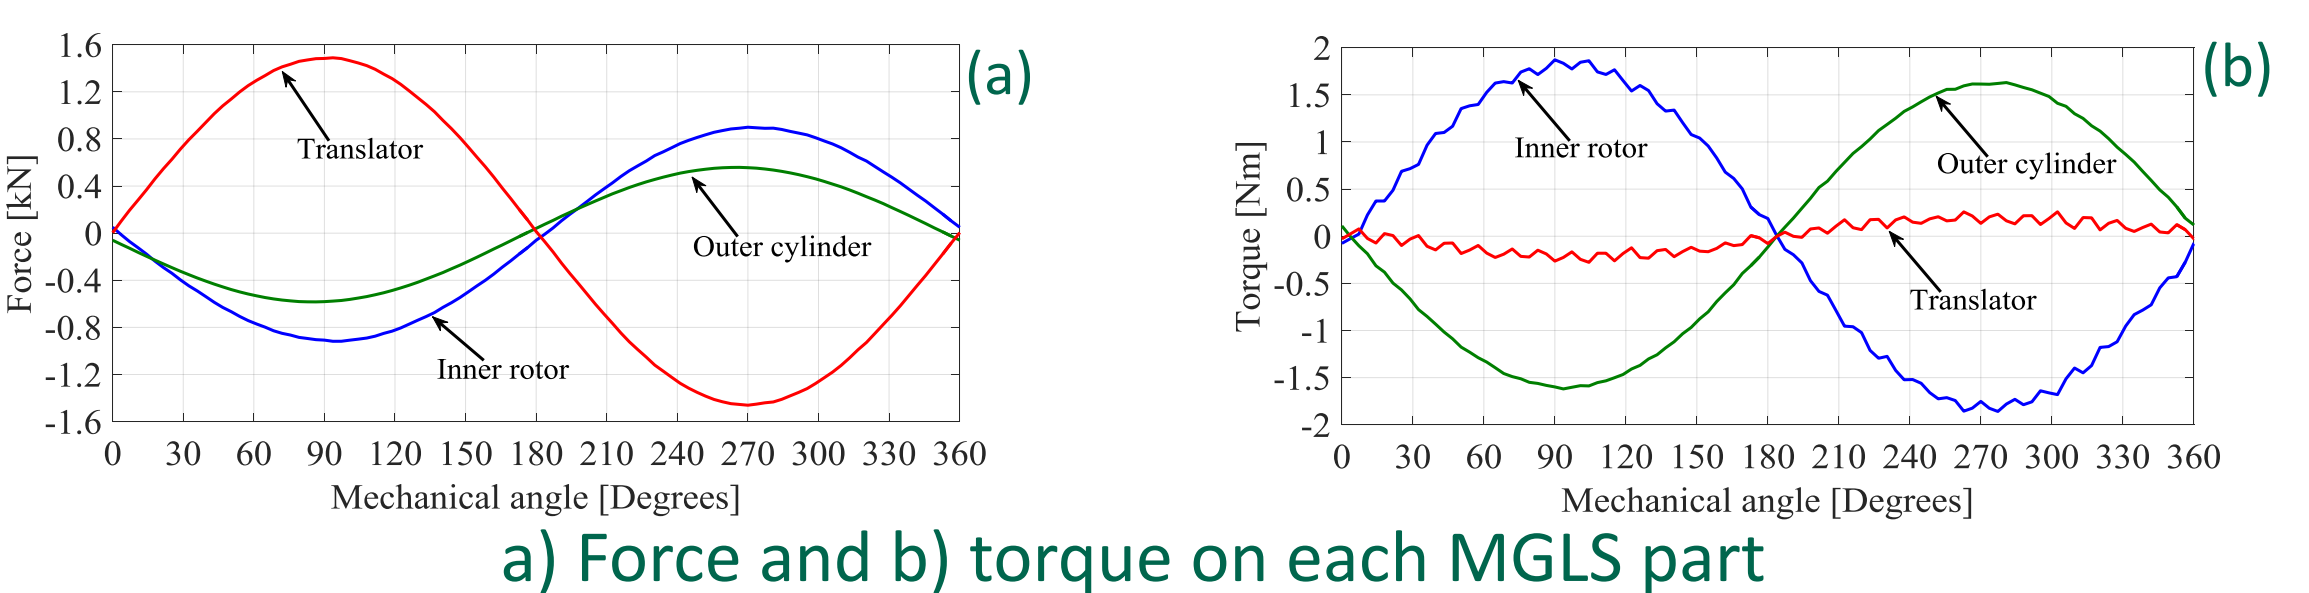 1.6
1.2
0.8
0.4
0
-0.4
-0.8
-1.2
-1.6
Force [kN]
Translator
Outer cylinder
Inner rotor
0 30 60 90 120 150 180 210 240 270 300 330 360
Mechanical angle [Degrees]
(a)
2
1.5
1
0.5
0
-0.5
-1
-1.5
-2
Torque [Nm]
Inner rotor
Outer cylinder
Translator
0 30 60 90 120 150 180 210 240 270 300 330 360
Mechanical angle [Degrees]
(b)
a) Force and b) torque on each MGLS part